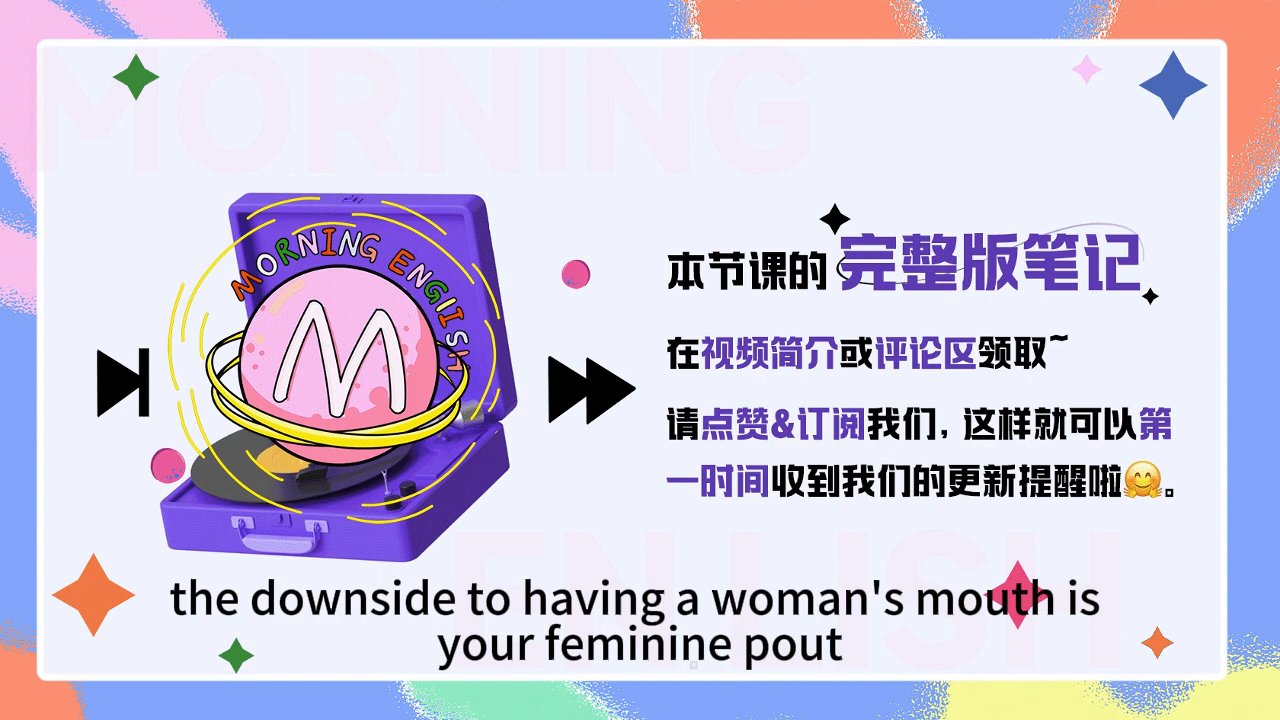 MORNING
MORNING ENGlISH
M
本节课的 完整版笔记
在视频简介或评论区领取~
请点赞&订阅我们, 这样就可以第
一时间收到我们的更新提醒啦🤗。
the downside to having a woman's mouth is
your feminine pout